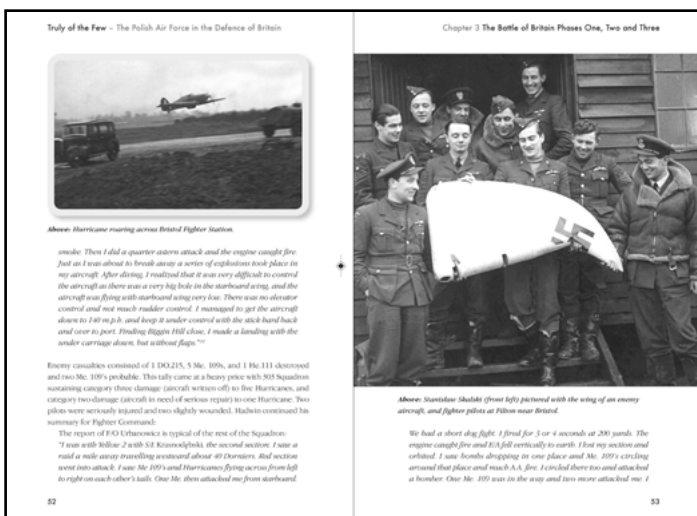 Truly of the Few – The Polish Air Force in the Defence of Britain
Above: Hurricane roaring across Bristol Fighter Station.
smoke. Then I did a quarter astern attack and the engine caught fire.
Just as I was about to break away a series of explosions took place in
my aircraft. After diving, I realized that it was very difficult to control
the aircraft as there was a very big hole in the starboard wing, and the
aircraft was flying with starboard wing very low. There was no elevator
control and not much rudder control. I managed to get the aircraft
down to 140 m.p.h. and keep it under control with the stick hard back
and over to port. Finding Biggin Hill close, I made a landing with the
under carriage down, but without flaps."
Enemy casualties consisted of 1 DO.215, 5 Me. 109s, and 1 He.111 destroyed
and two Me. 109's probable. This tally came at a heavy price with 303 Squadron
sustaining category three damage (aircraft written off) to five Hurricanes, and
category two damage (aircraft in need of serious repair) to one Hurricane. Two
pilots were seriously injured and two slightly wounded. Hadwin continued his
summary for Fighter Command:
The report of F/O Urbanowicz is typical of the rest of the Squadron:
"I was with Yellow 2 with S/L Krasnodębski, the second section. I saw a
raid a mile away travelling westward about 40 Dorniers. Red section
went into attack. I saw Me 109's and Hurricanes flying across from left
to right on each other's tails. One Me. then attacked me from starboard.
52
Chapter 3 The Battle of Britain Phases One, Two and Three
Above: Stanislaw Skalski (front left) pictured with the wing of an enemy
aircraft, and fighter pilots at Filton near Bristol.
We had a short dog fight. I fired for 3 or 4 seconds at 200 yards. The
engine caught fire and E/A fell vertically to earth. I lost my section and
orbited. I saw bombs dropping in one place and Me. 109's circling
around that place and much A.A. fire. I circled there too and attacked
a bomber. One Me. 109 was in the way and two more attacked me. I
53